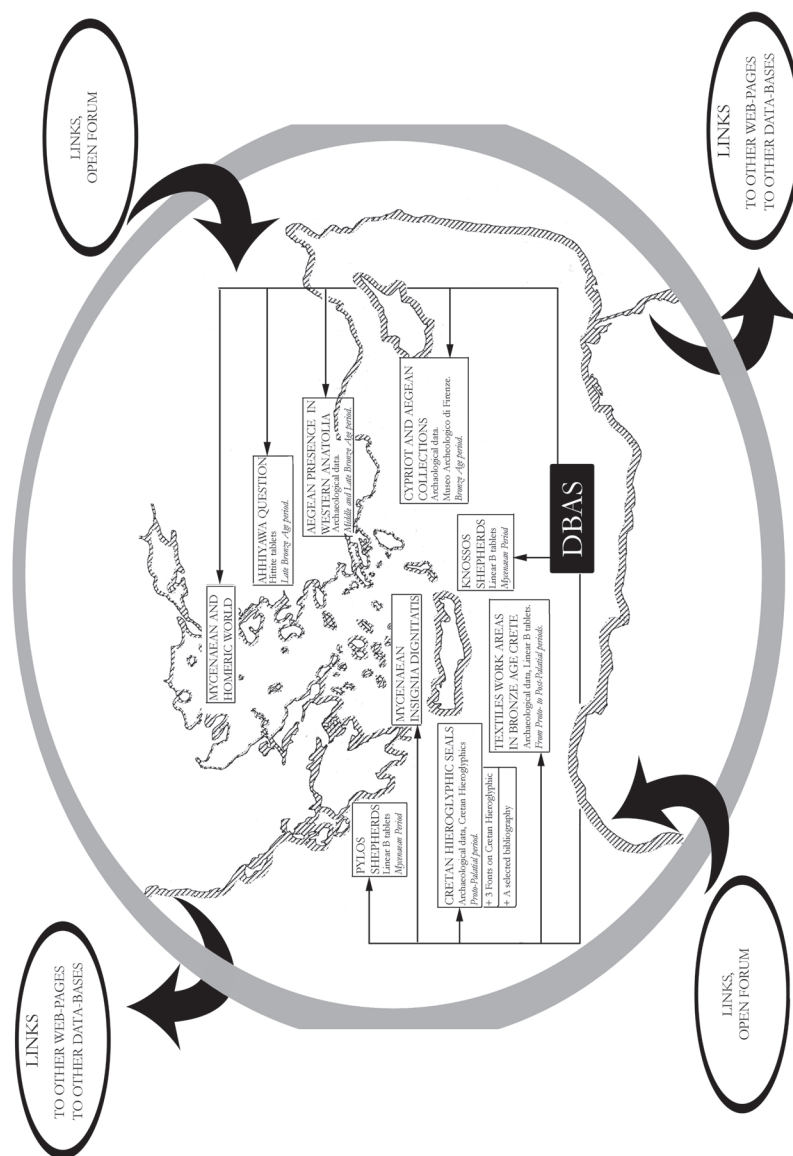 LINKS
TO OTHER WEB-PAGES
TO OTHER DATA-BASES
LINKS,
OPEN FORUM
MYCENAEAN AND
HOMERIC WORLD
AHHIYAWA QUESTION
Hittite tablets
Late Bronze Age period.
AEGEAN PRESENCE IN
WESTERN ANATOLIA
Archaeological data.
Middle and Late Bronze Age period.
PYLOS
SHEPHERDS
Linear B tablets
Mycenaean Period
MYCENAEAN
INSIGNIA DIGNITATIS
CYPRIOT AND AEGEAN
COLLECTIONS
Archaeological data.
Museo Archeologico di Firenze.
Bronze Age period.
CRETAN HIEROGLYPHIC SEALS
Archaeological data, Cretan Hieroglyphics
Proto-Palatial period.
+ 3 Fonts on Cretan Hieroglyphic
+ A selected bibliography
KNOSSOS
SHEPHERDS
Linear B tablets
Mycenaean Period
TEXTILES WORK AREAS
IN BRONZE AGE CRETE
Archaeological data, Linear B tablets.
From Proto- to Post-Palatial periods.
DBAS
LINKS,
OPEN FORUM
LINKS
TO OTHER WEB-PAGES
TO OTHER DATA-BASES